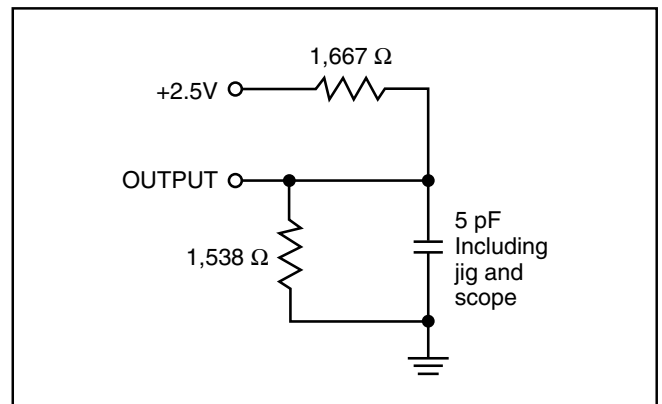 1,667 Ω
+2.5V
OUTPUT
1,538 Ω
5 pF
Including
jig and
scope